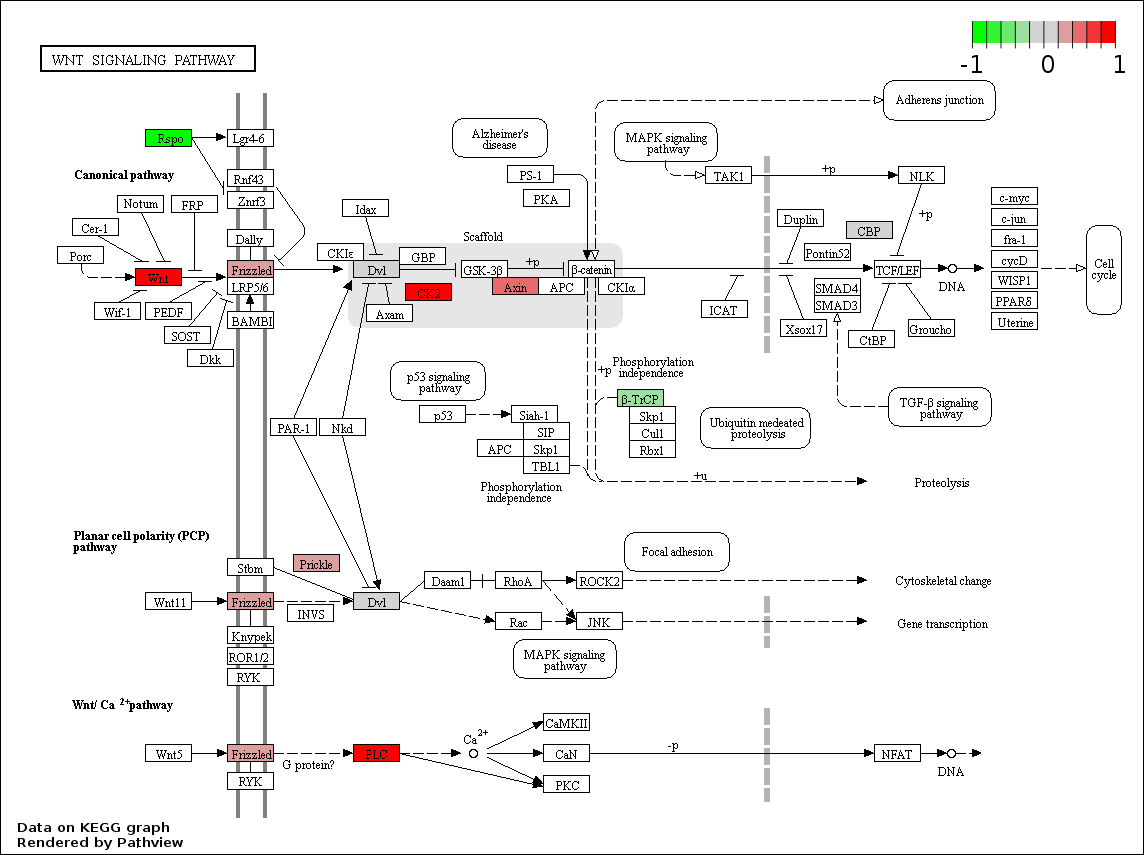 WNT SIGNALING PATHWAY
-1 0 1
Adherens junction
Alzheimer's
disease
MAPK signaling
pathway
Rspo
Lgr4-6
PS-1
PKA
TAK1
+p
NLK
Canonical pathway
Rnf43
Znrf3
Notum
FRP
Cer-1
Porc
Wnt
Wif-1
PEDF
SOST
Dkk
Dally
Frizzled
LRP5/6
BAMBI
Idax
CKIε
Dvl
GBP
CK2
Axam
Scaffold
GSK-3β
+p
Axin
APC
β-catenin
CKIα
ICAT
Duplin
CBP
Pontin52
+p
TCF/LEF
SMAD4
SMAD3
Xsox17
CtBP
Groucho
DNA
c-myc
c-jun
fra-1
cycD
WISP1
PPARδ
Uterine
Cell
cycle
p53 signaling
pathway
Phosphorylation
independence
+p
β-TrCP
Skp1
Cul1
Rbx1
Ubiquitin medeated
proteolysis
TGF-β signaling
pathway
PAR-1
Nkd
p53
Siah-1
SIP
APC
Skp1
TBL1
Phosphorylation
independence
+u
Proteolysis
Planar cell polarity (PCP)
pathway
Stbm
Prickle
Wnt11
Frizzled
INVS
Dvl
Knypek
ROR1/2
RYK
Daam1
RhoA
ROCK2
Focal adhesion
Cytoskeletal change
Rac
JNK
Gene transcription
MAPK signaling
pathway
Wnt/ Ca 2+pathway
Wnt5
Frizzled
RYK
G protein?
PLC
Ca2+
CaMKII
CaN
PKC
-p
NFAT
DNA
Data on KEGG graph
Rendered by Pathview